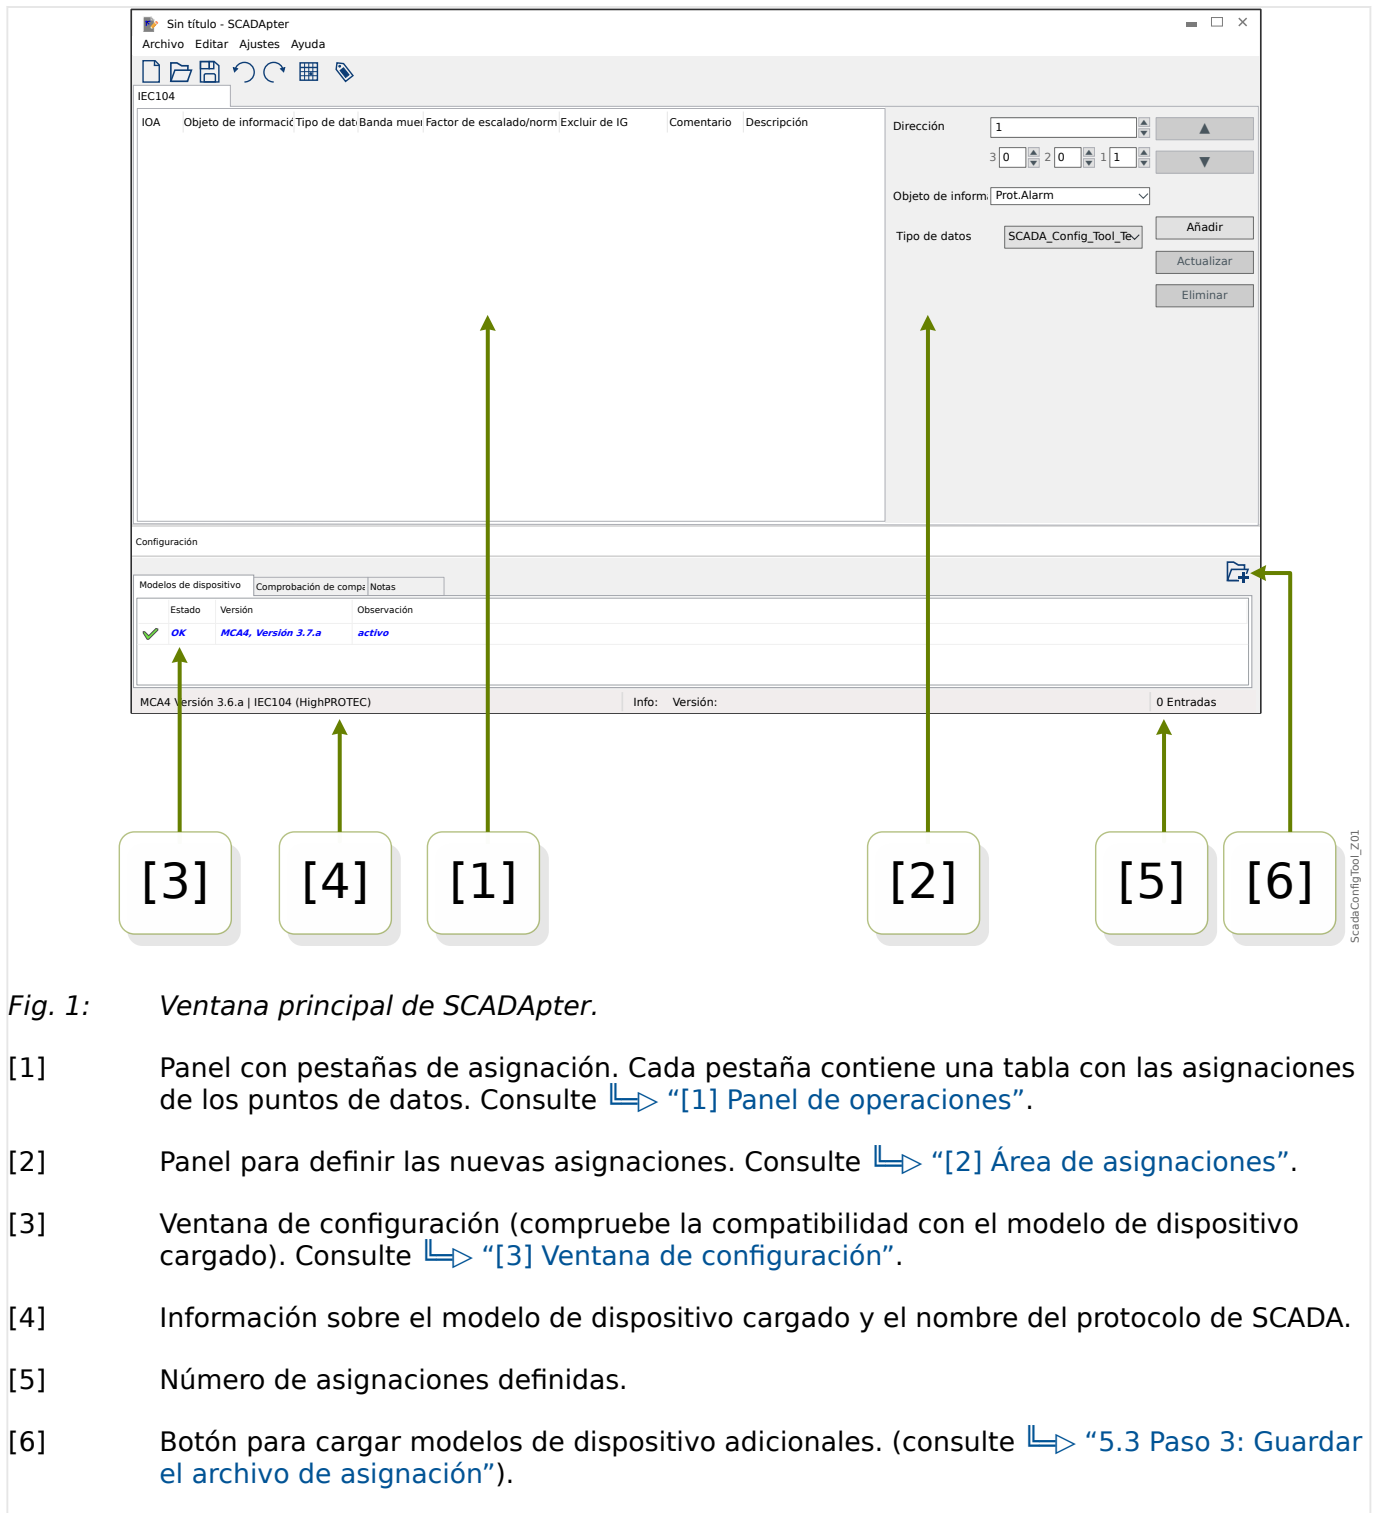 Sin título - SCADApter
Archivo Editar Ajustes Ayuda
IEC104
IOA Objeto de informació Tipo de dat Banda muer Factor de escalado/norm Excluir de IG Comentario Descripción
Dirección 1
3 0 2 0 1 1
Objeto de inform Prot.Alarm
Tipo de datos SCADA_Config_Tool_Te
Añadir
Actualizar
Eliminar
Configuración
Modelos de dispositivo Comprobación de compa Notas
Estado Versión Observación
OK MCA4, Versión 3.7.a activo
MCA4 Versión 3.6.a | IEC104 (HighPROTEC) Info: Versión: 0 Entradas
[3] [4] [1] [2] [5] [6]
ScadaConfigTool_Z01
Fig. 1: Ventana principal de SCADApter.
[1] Panel con pestañas de asignación. Cada pestaña contiene una tabla con las asignaciones
de los puntos de datos. Consulte “[1] Panel de operaciones”.
[2] Panel para definir las nuevas asignaciones. Consulte “[2] Área de asignaciones”.
[3] Ventana de configuración (compruebe la compatibilidad con el modelo de dispositivo
cargado). Consulte “[3] Ventana de configuración”.
[4] Información sobre el modelo de dispositivo cargado y el nombre del protocolo de SCADA.
[5] Número de asignaciones definidas.
[6] Botón para cargar modelos de dispositivo adicionales. (consulte “5.3 Paso 3: Guardar
el archivo de asignación”).